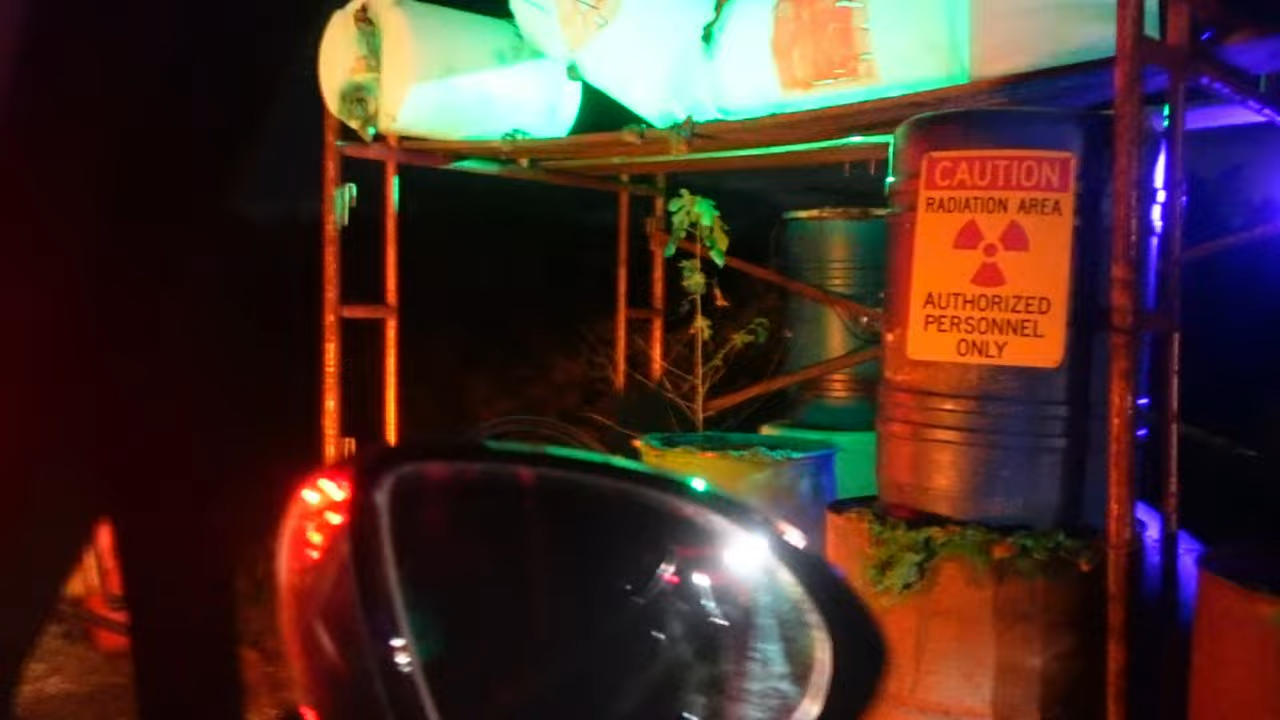 CAUTION
RADIATION AREA
AUTHORIZED
PERSONNEL
ONLY